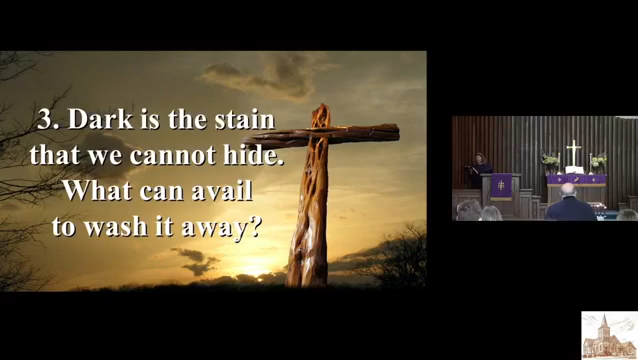 3. Dark is the stain
that we cannot hide.
What can avail
to wash it away?